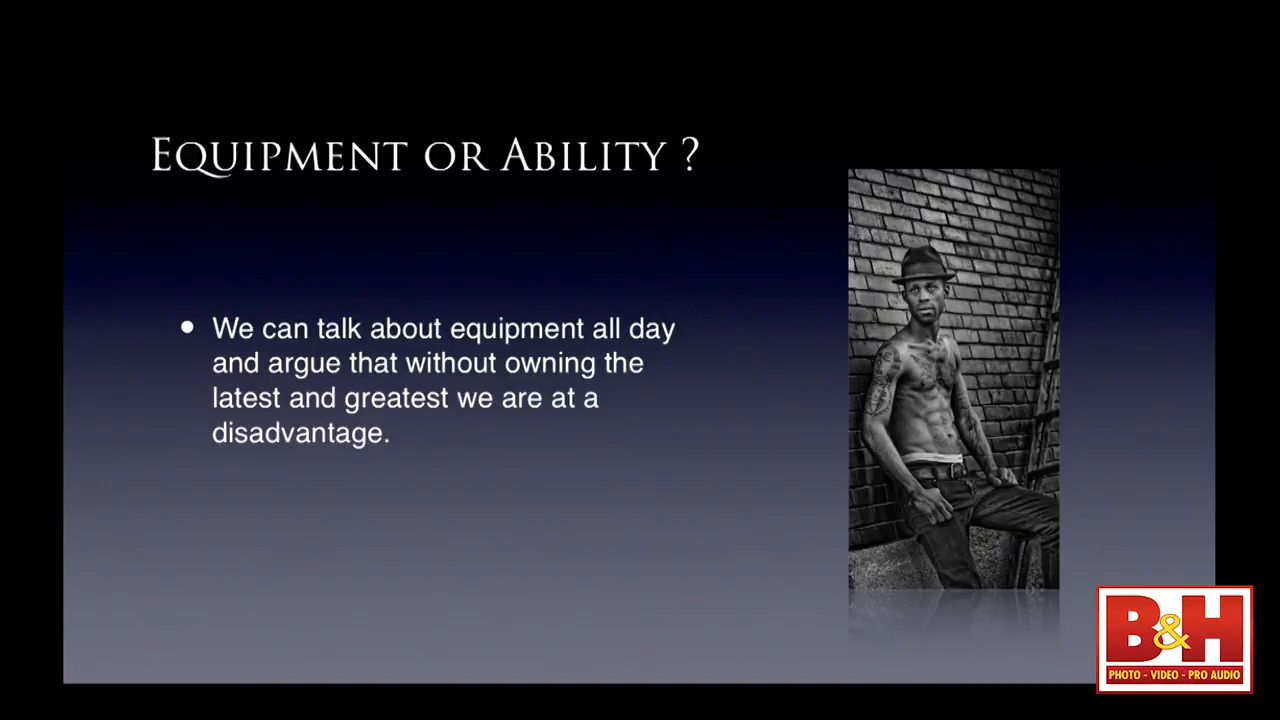 Equipment or Ability ?
• We can talk about equipment all day
and argue that without owning the
latest and greatest we are at a
disadvantage.
B&H
PHOTO - VIDEO - PRO AUDIO